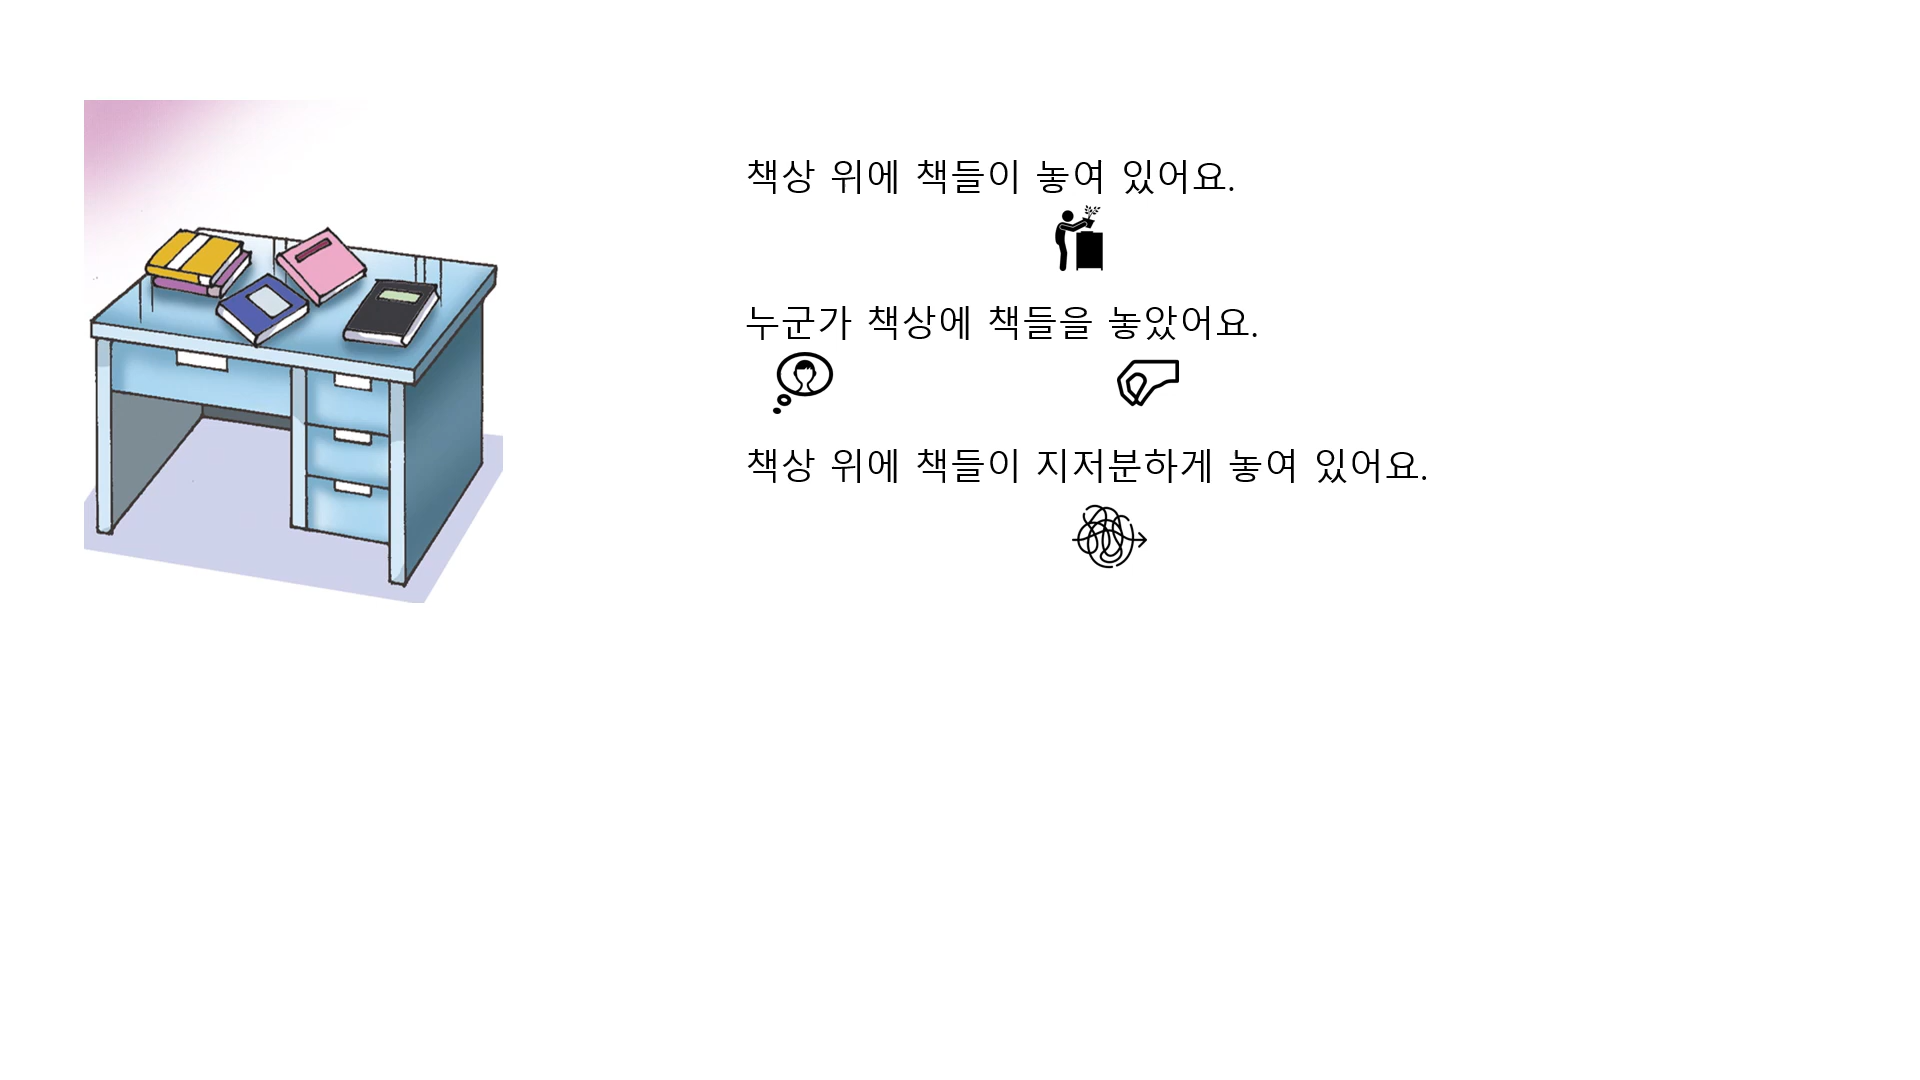 책상 위에 책들이 놓여 있어요.
누군가 책상에 책들을 놓았어요.
책상 위에 책들이 지저분하게 놓여 있어요.